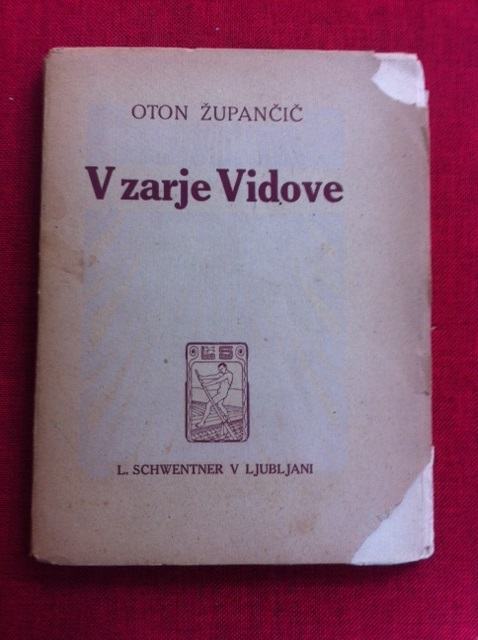 OTON ŽUPANČIČ
V zarje Vidove
L S
L. SCHWENTNER V LJUBLJANI